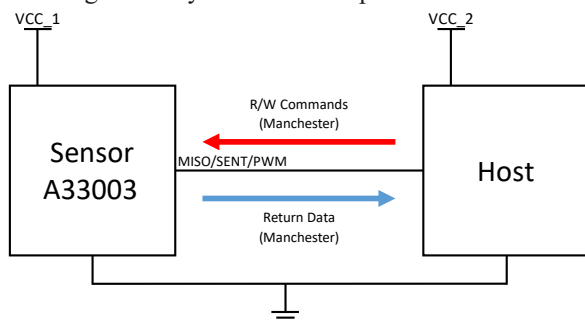 VCC_1
VCC_2
R/W Commands
(Manchester)
Sensor
A33003
MISO/SENT/PWM
Host
Return Data
(Manchester)